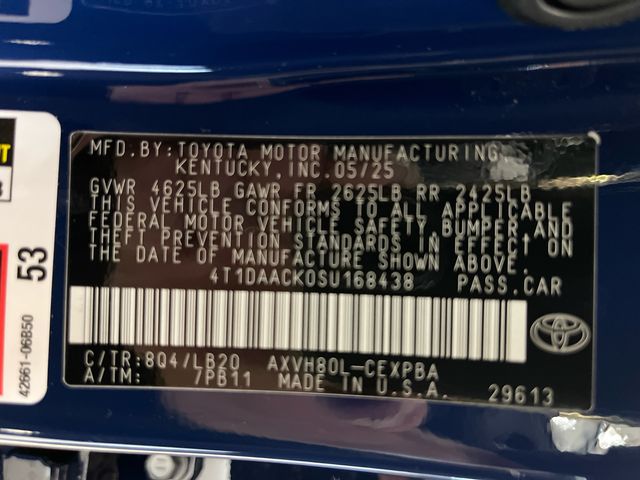 MFD.BY:TOYOTA MOTOR MANUFACTURING,
KENTUCKY,INC.05/25
GVWR 4625LB GAWR FR 2625LB RR 2425LB
THIS VEHICLE CONFORMS TO ALL APPLICABLE
FEDERAL MOTOR VEHICLE SAFETY,BUMPER,AND
THEFT PREVENTION STANDARDS IN EFFECT ON
THE DATE OF MANUFACTURE SHOWN ABOVE.
4T1DAACK0SU168438 PASS.CAR
C/TR:8Q4/LB20 AXVH80L-CEXPBA
A/TM: /PB11 MADE IN U.S.A. 29613
53
42661-06B50